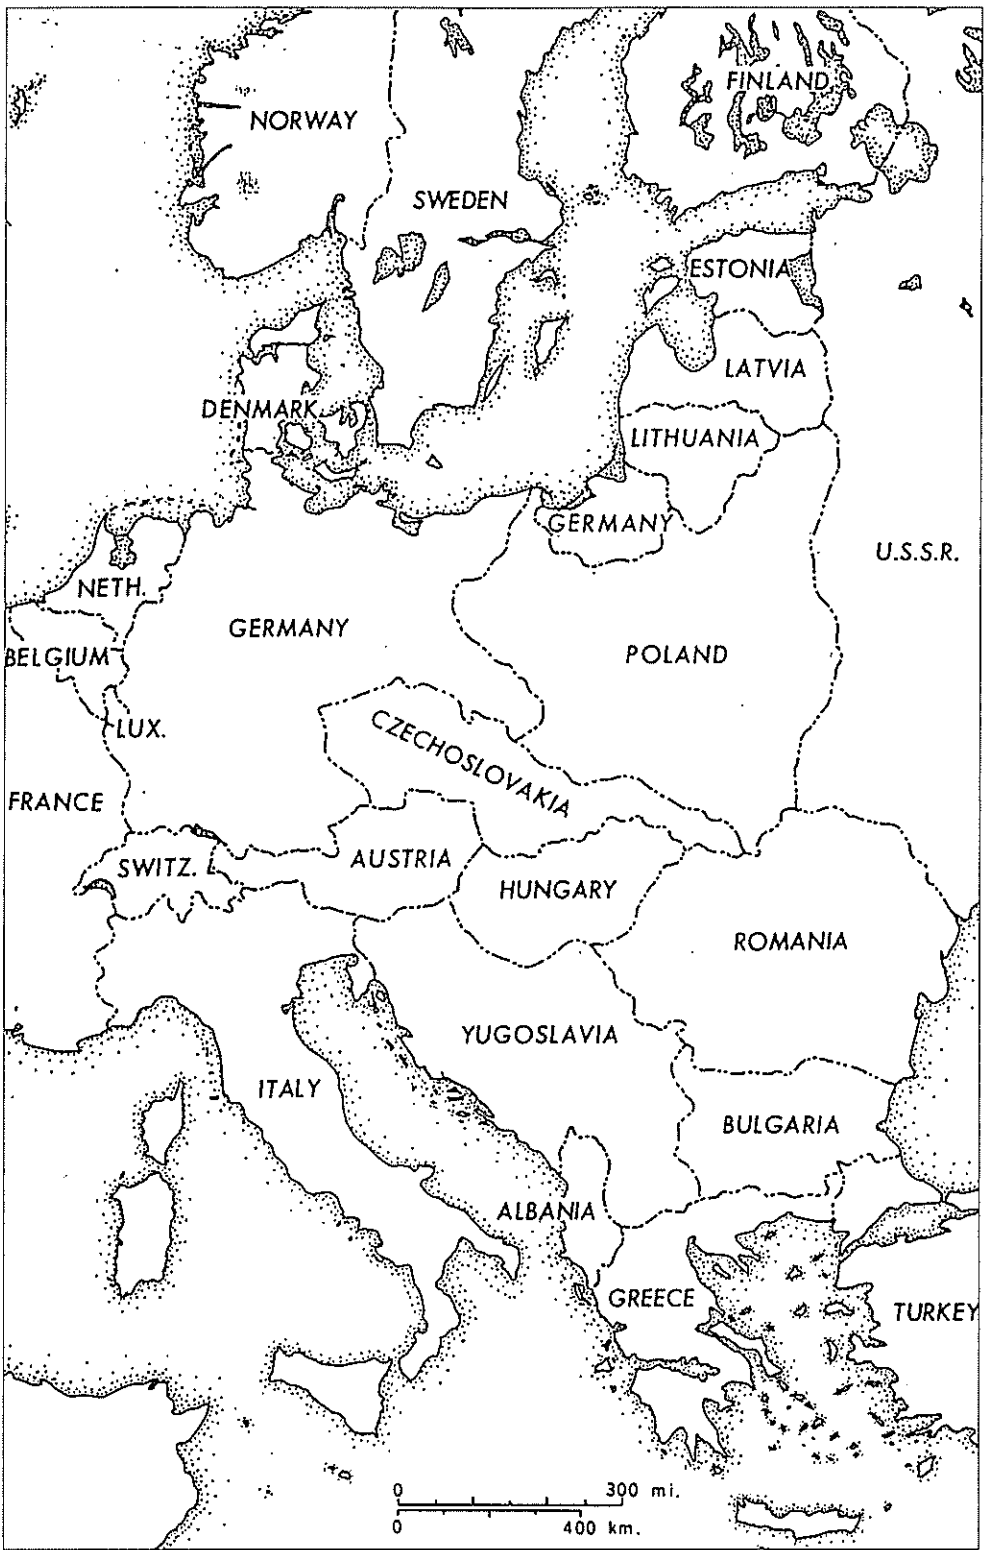 FINLAND
NORWAY
SWEDEN
ESTONIA
LATVIA
DENMARK
LITHUANIA
GERMANY
U.S.S.R.
NETH.
GERMANY
POLAND
BELGIUM
LUX.
CZECHOSLOVAKIA
FRANCE
AUSTRIA
SWITZ.
HUNGARY
ROMANIA
YUGOSLAVIA
ITALY
BULGARIA
ALBANIA
GREECE
TURKEY
0 300 mi.
0 400 km.